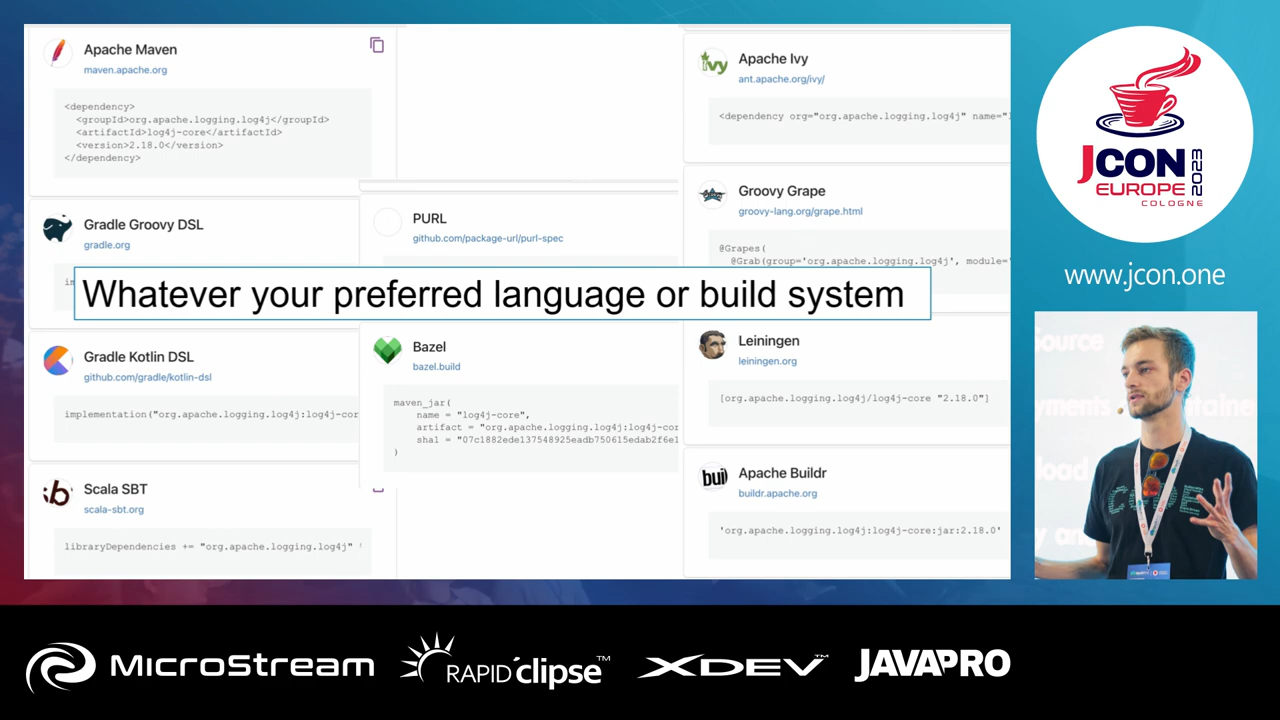 Apache Maven
maven.apache.org
<dependency>
<groupId>org.apache.logging.log4j</groupId>
<artifactId>log4j-core</artifactId>
<version>2.18.0</version>
</dependency>
Gradle Groovy DSL
gradle.org
Gradle Kotlin DSL
github.com/gradle/kotlin-dsl
implementation("org.apache.logging.log4j:log4j-cor
Scala SBT
scala-sbt.org
libraryDependencies += "org.apache.logging.log4j"
PURL
github.com/package-url/purl-spec
Whatever your preferred language or build system
Bazel
bazel.build
maven_jar(
name = "log4j-core",
artifact = "org.apache.logging.log4j:log4j-cor
sha1 = "07c1882ede137548925eadb750615edab2f6e1
)
Apache Ivy
ant.apache.org/ivy/
<dependency org="org.apache.logging.log4j" name="
Groovy Grape
groovy-lang.org/grape.html
@Grapes(
@Grab(group='org.apache.logging.log4j', module=
Leiningen
leiningen.org
[org.apache.logging.log4j/log4j-core "2.18.0"]
Apache Buildr
buildr.apache.org
'org.apache.logging.log4j:log4j-core:jar:2.18.0'
JCON
EUROPE 2023
COLOGNE
www.jcon.one
MicroStream
RAPID clipse™
XDEV™
JAVAPRO